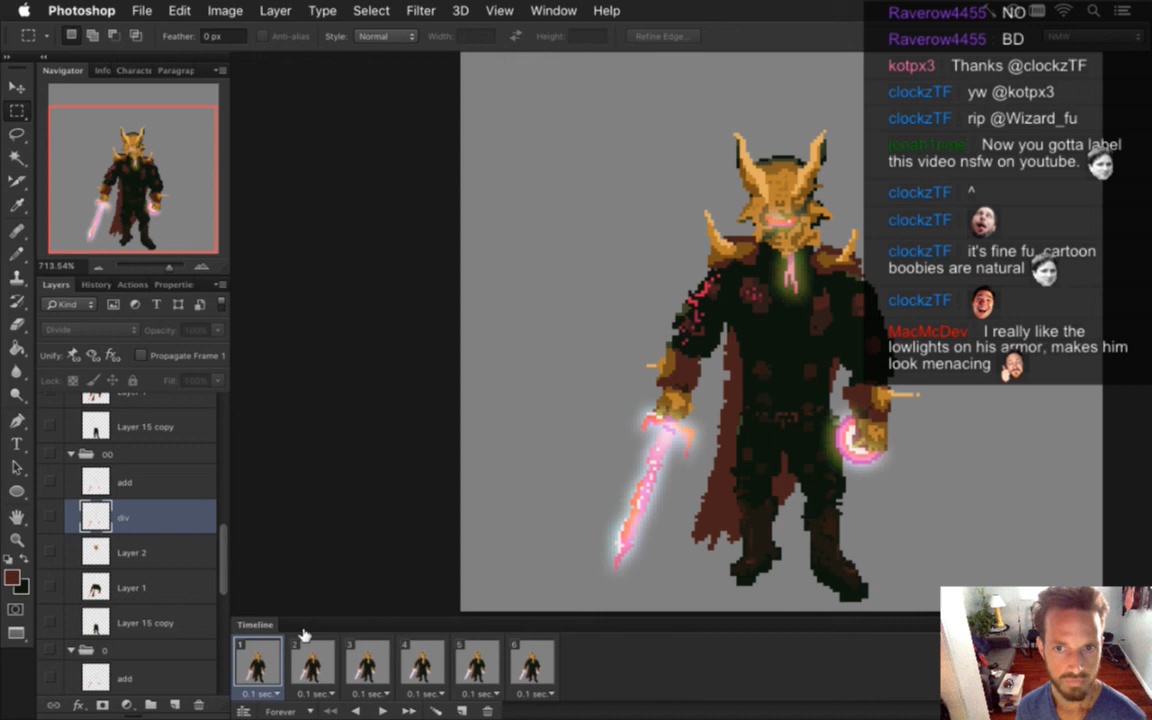 Photoshop File Edit Image Layer Type Select Filter 3D View Window Help
Feather: 0 px Anti-alias Style: Normal Width: Height: Refine Edge...
Navigator Info Characte Paragrap
713.54%
Layers History Actions Propertie
Kind
Divide Opacity: 100%
Unify: Propagate Frame 1
Lock: Fill: 100%
Layer 15 copy
00
add
div
Layer 2
Layer 1
Layer 15 copy
0
add
Timeline
1 2 3 4 5 6
0.1 sec. 0.1 sec. 0.1 sec. 0.1 sec. 0.1 sec. 0.1 sec.
Forever
Raverow4455 NO
Raverow4455 BD
kotpx3 Thanks @clockzTF
clockzTF yw @kotpx3
clockzTF rip @Wizard_fu
Now you gotta label
this video nsfw on youtube.
clockzTF ^
clockzTF
clockzTF it's fine fu, cartoon
boobies are natural
clockzTF
MacMcDev I really like the
lowlights on his armor, makes him
look menacing